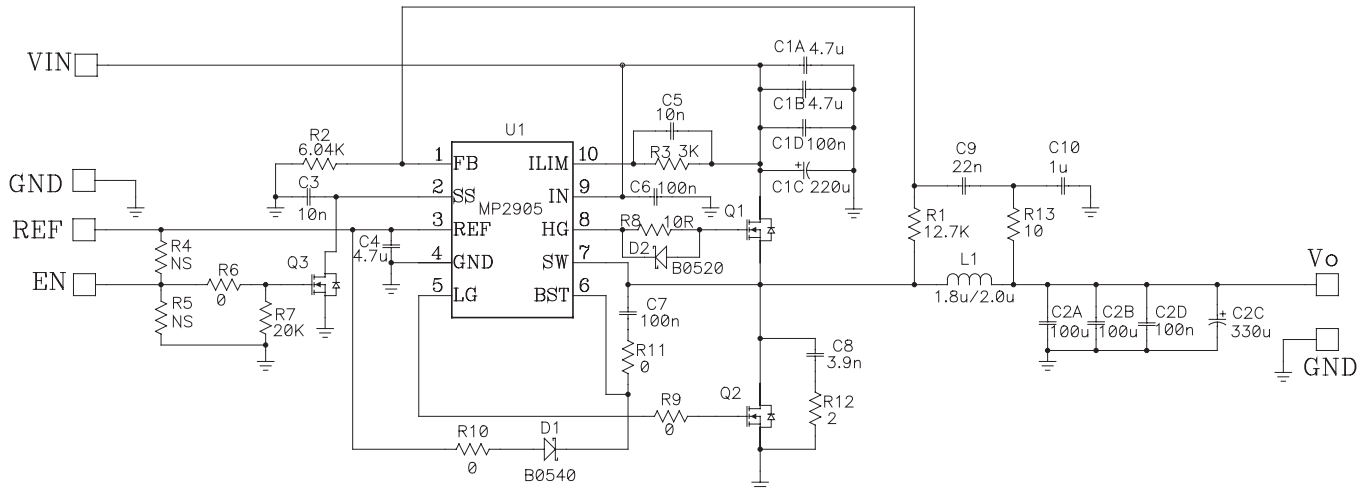 VIN
GND
REF
EN
R2
6.04K
C3
10n
R4
NS
R5
NS
R6
0
R7
20K
Q3
C4
4.7u
U1
MP2905
1
FB
2
SS
3
REF
4
GND
5
LG
10
ILIM
9
IN
8
HG
7
SW
6
BST
C5
10n
R3 3K
C6 100n
R8 10R
D2
B0520
C1A 4.7u
C1B 4.7u
C1D 100n
+
C1C 220u
Q1
C7
100n
R11
0
R10
0
D1
B0540
R9
0
Q2
C8
3.9n
R12
2
C9
22n
C10
1u
R1
12.7K
R13
10
L1
1.8u/2.0u
C2A
100u
C2B
100u
C2D
100n
+
C2C
330u
Vo
GND